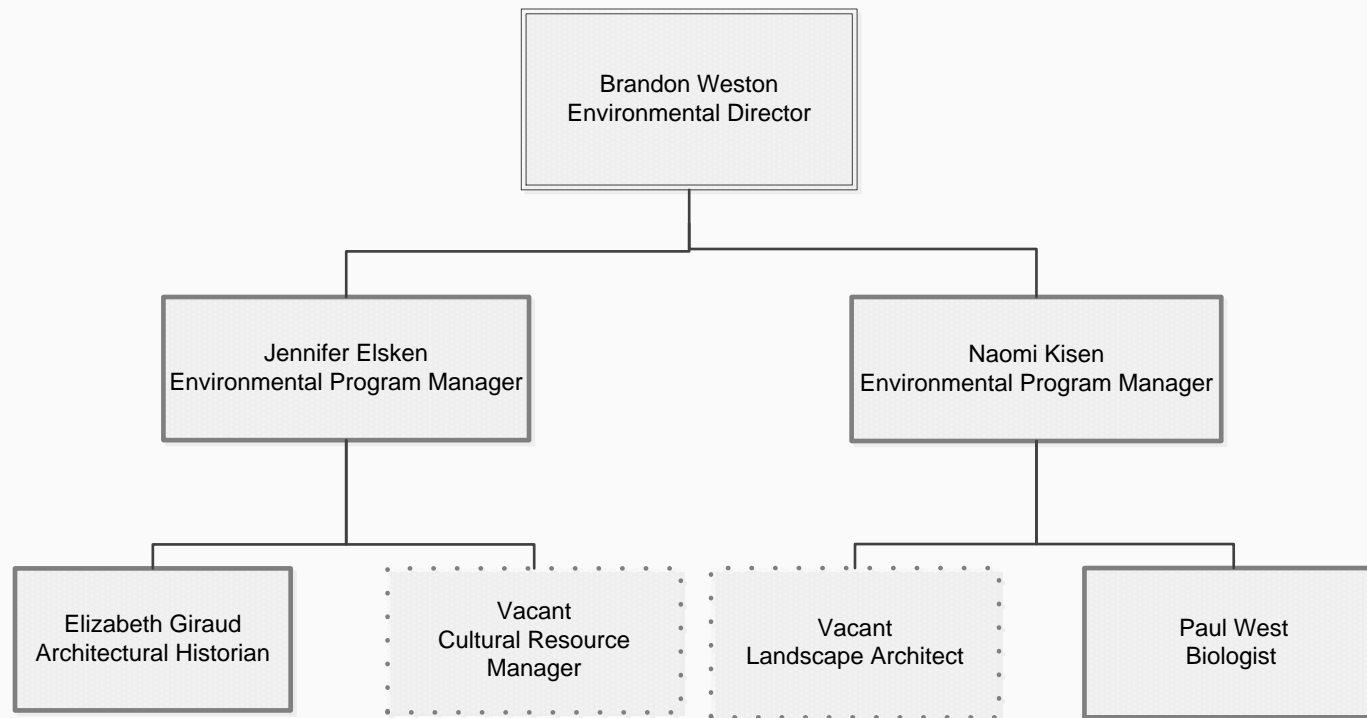 Brandon Weston
Environmental Director
Jennifer Elsken
Environmental Program Manager
Naomi Kisen
Environmental Program Manager
Elizabeth Giraud
Architectural Historian
Vacant
Cultural Resource
Manager
Vacant
Landscape Architect
Paul West
Biologist